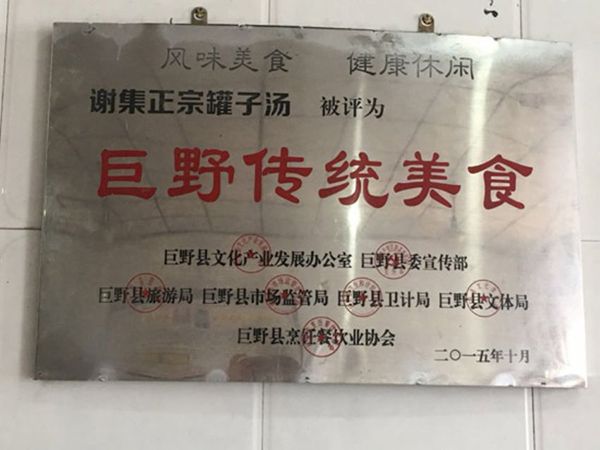 风味美食 健康休闲
谢集正宗罐子汤 被评为
巨野传统美食
巨野县文化产业发展办公室 巨野县委宣传部
巨野县旅游局 巨野县市场监管局 巨野县卫计局 巨野县文体局
巨野县烹饪餐饮业协会
二〇一五年十月